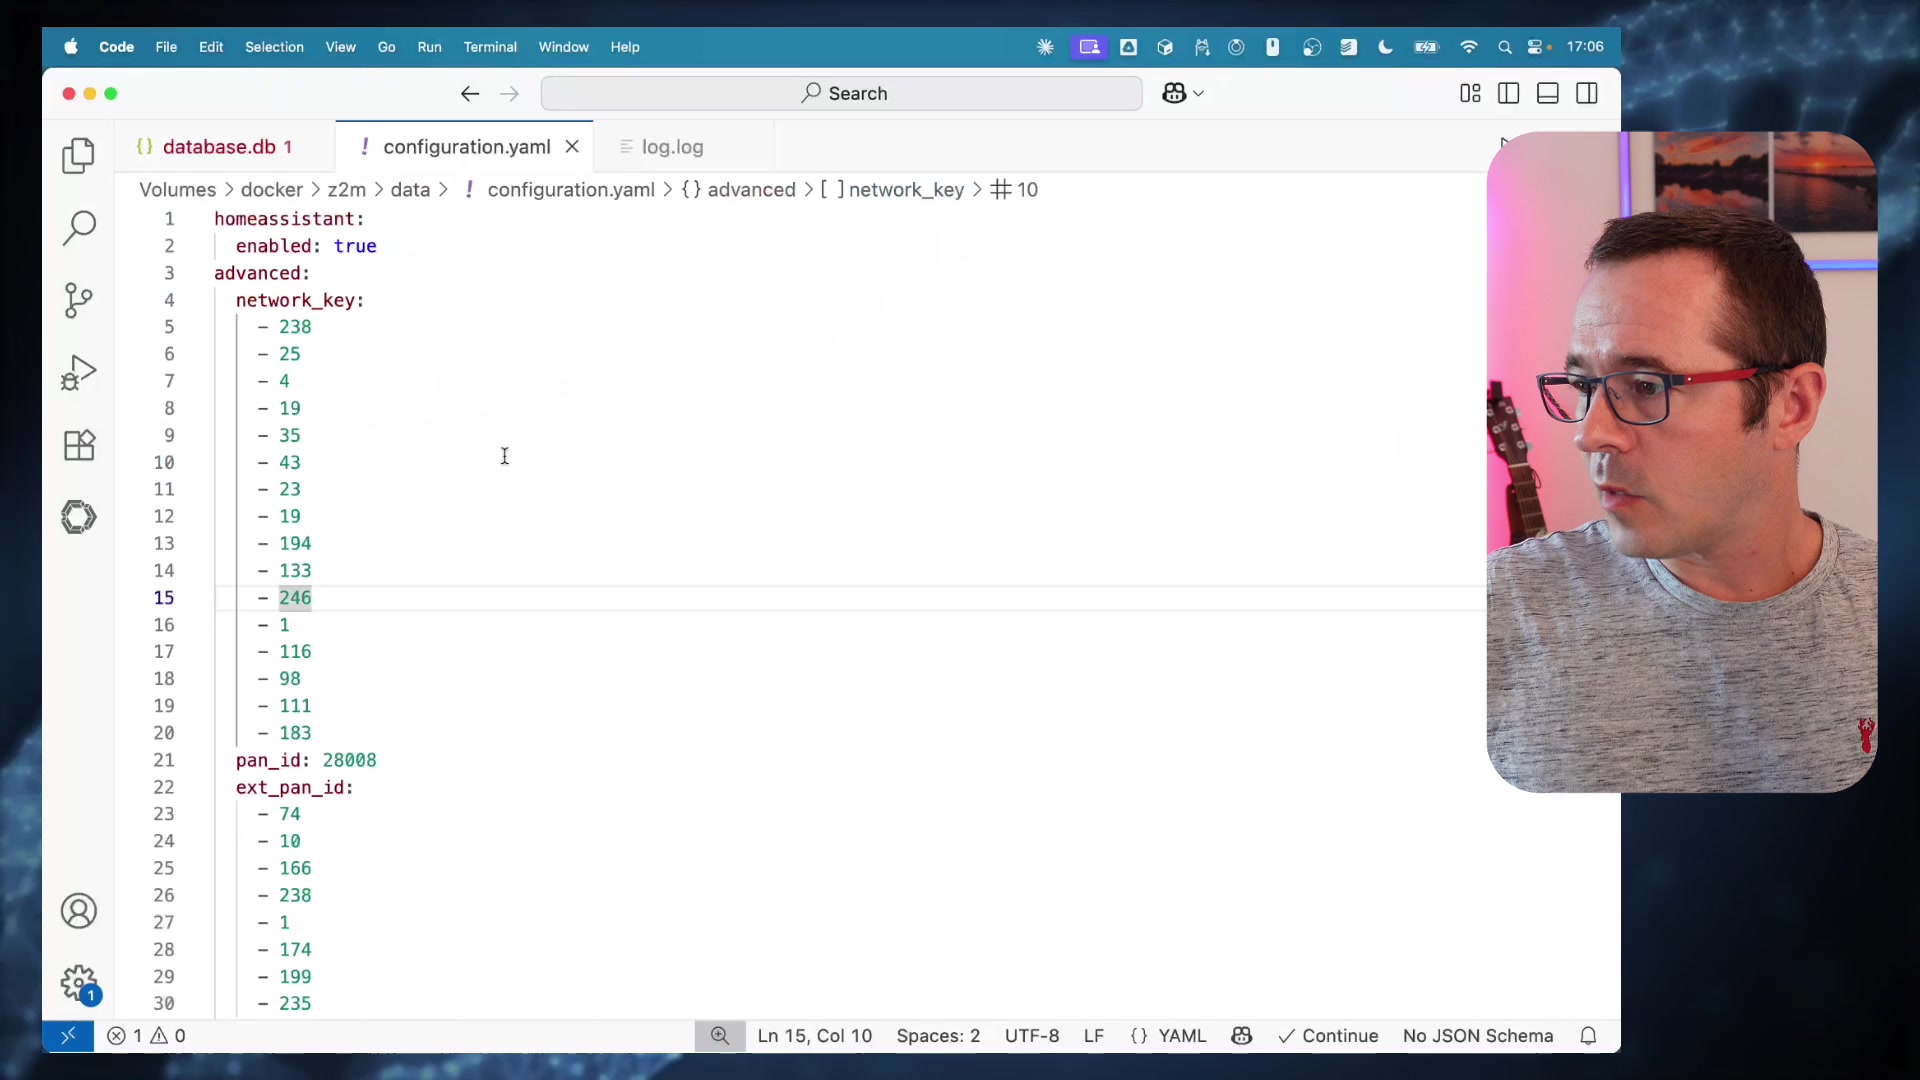 Code File Edit Selection View Go Run Terminal Window Help 17:06
Search
database.db 1 ! configuration.yaml log.log
Volumes > docker > z2m > data > ! configuration.yaml > {} advanced > [ ] network_key > # 10
1 homeassistant:
2 enabled: true
3 advanced:
4 network_key:
5 - 238
6 - 25
7 - 4
8 - 19
9 - 35
10 - 43
11 - 23
12 - 19
13 - 194
14 - 133
15 - 246
16 - 1
17 - 116
18 - 98
19 - 111
20 - 183
21 pan_id: 28008
22 ext_pan_id:
23 - 74
24 - 10
25 - 166
26 - 238
27 - 1
28 - 174
29 - 199
30 - 235
1
1 0 Ln 15, Col 10 Spaces: 2 UTF-8 LF {} YAML Continue No JSON Schema